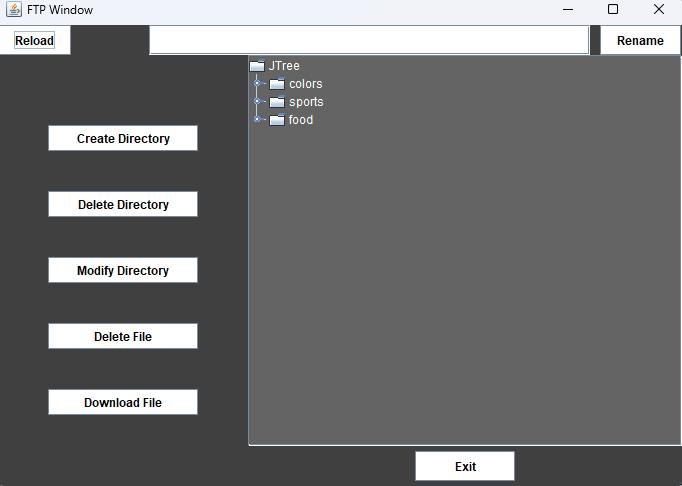 FTP Window
Reload
Rename
JTree
colors
sports
food
Create Directory
Delete Directory
Modify Directory
Delete File
Download File
Exit